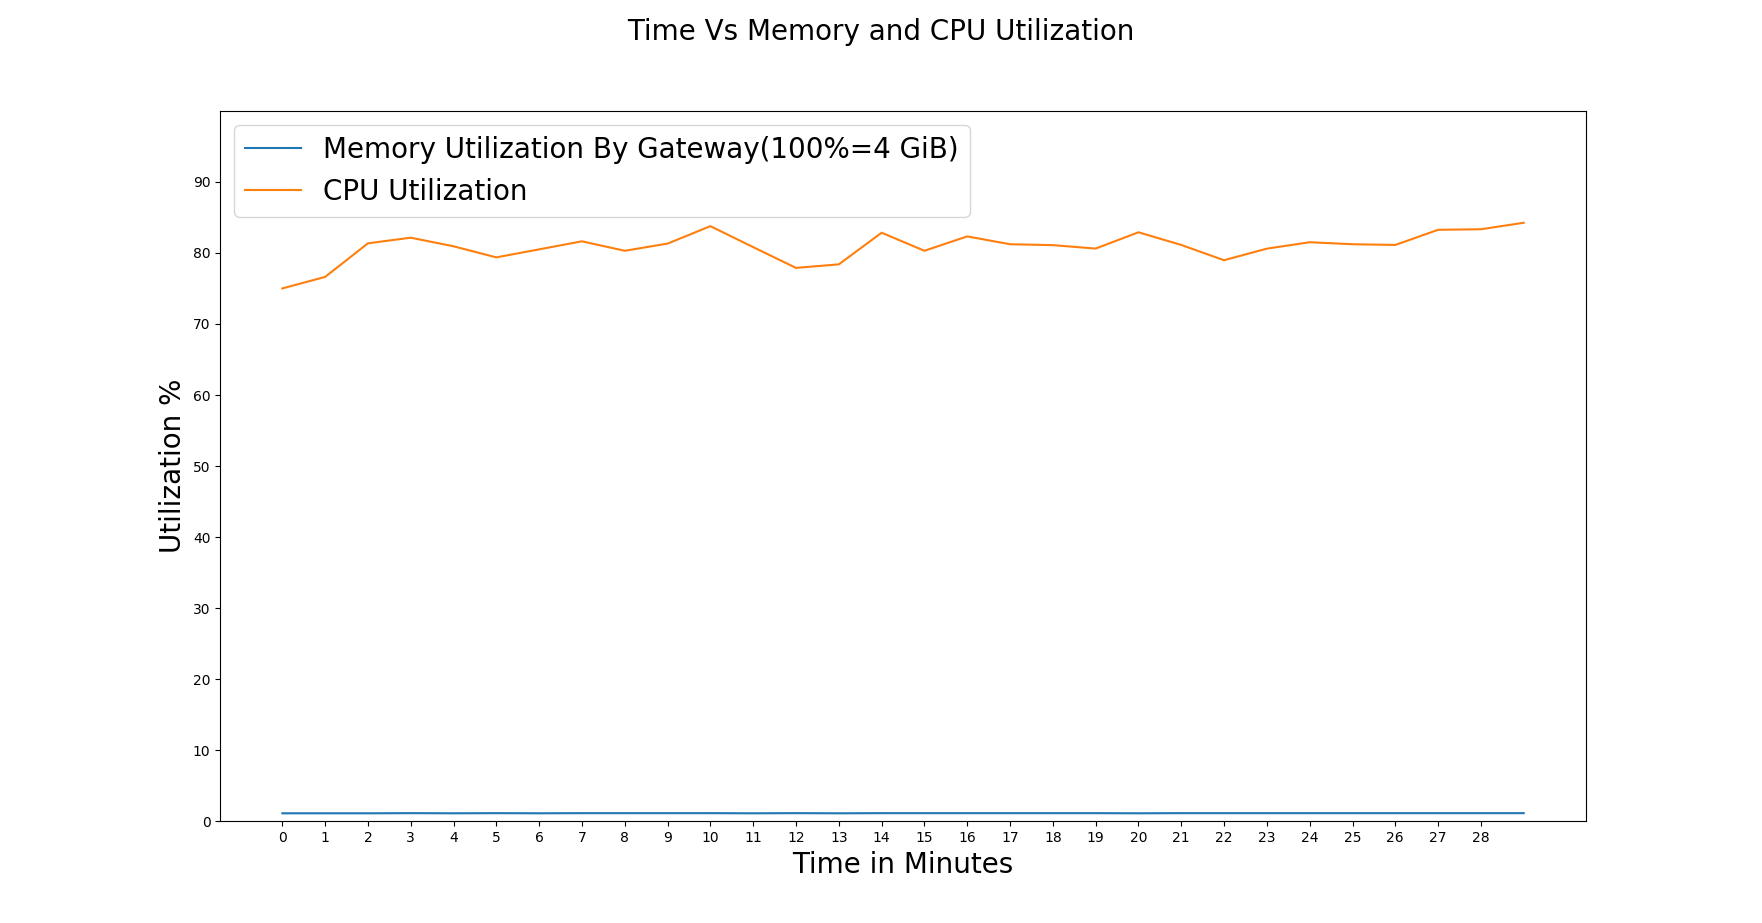 Time Vs Memory and CPU Utilization
Memory Utilization By Gateway(100%=4 GiB)
CPU Utilization
90
80
70
60
50
40
30
20
10
0
Utilization %
0 1 2 3 4 5 6 7 8 9 10 11 12 13 14 15 16 17 18 19 20 21 22 23 24 25 26 27 28
Time in Minutes